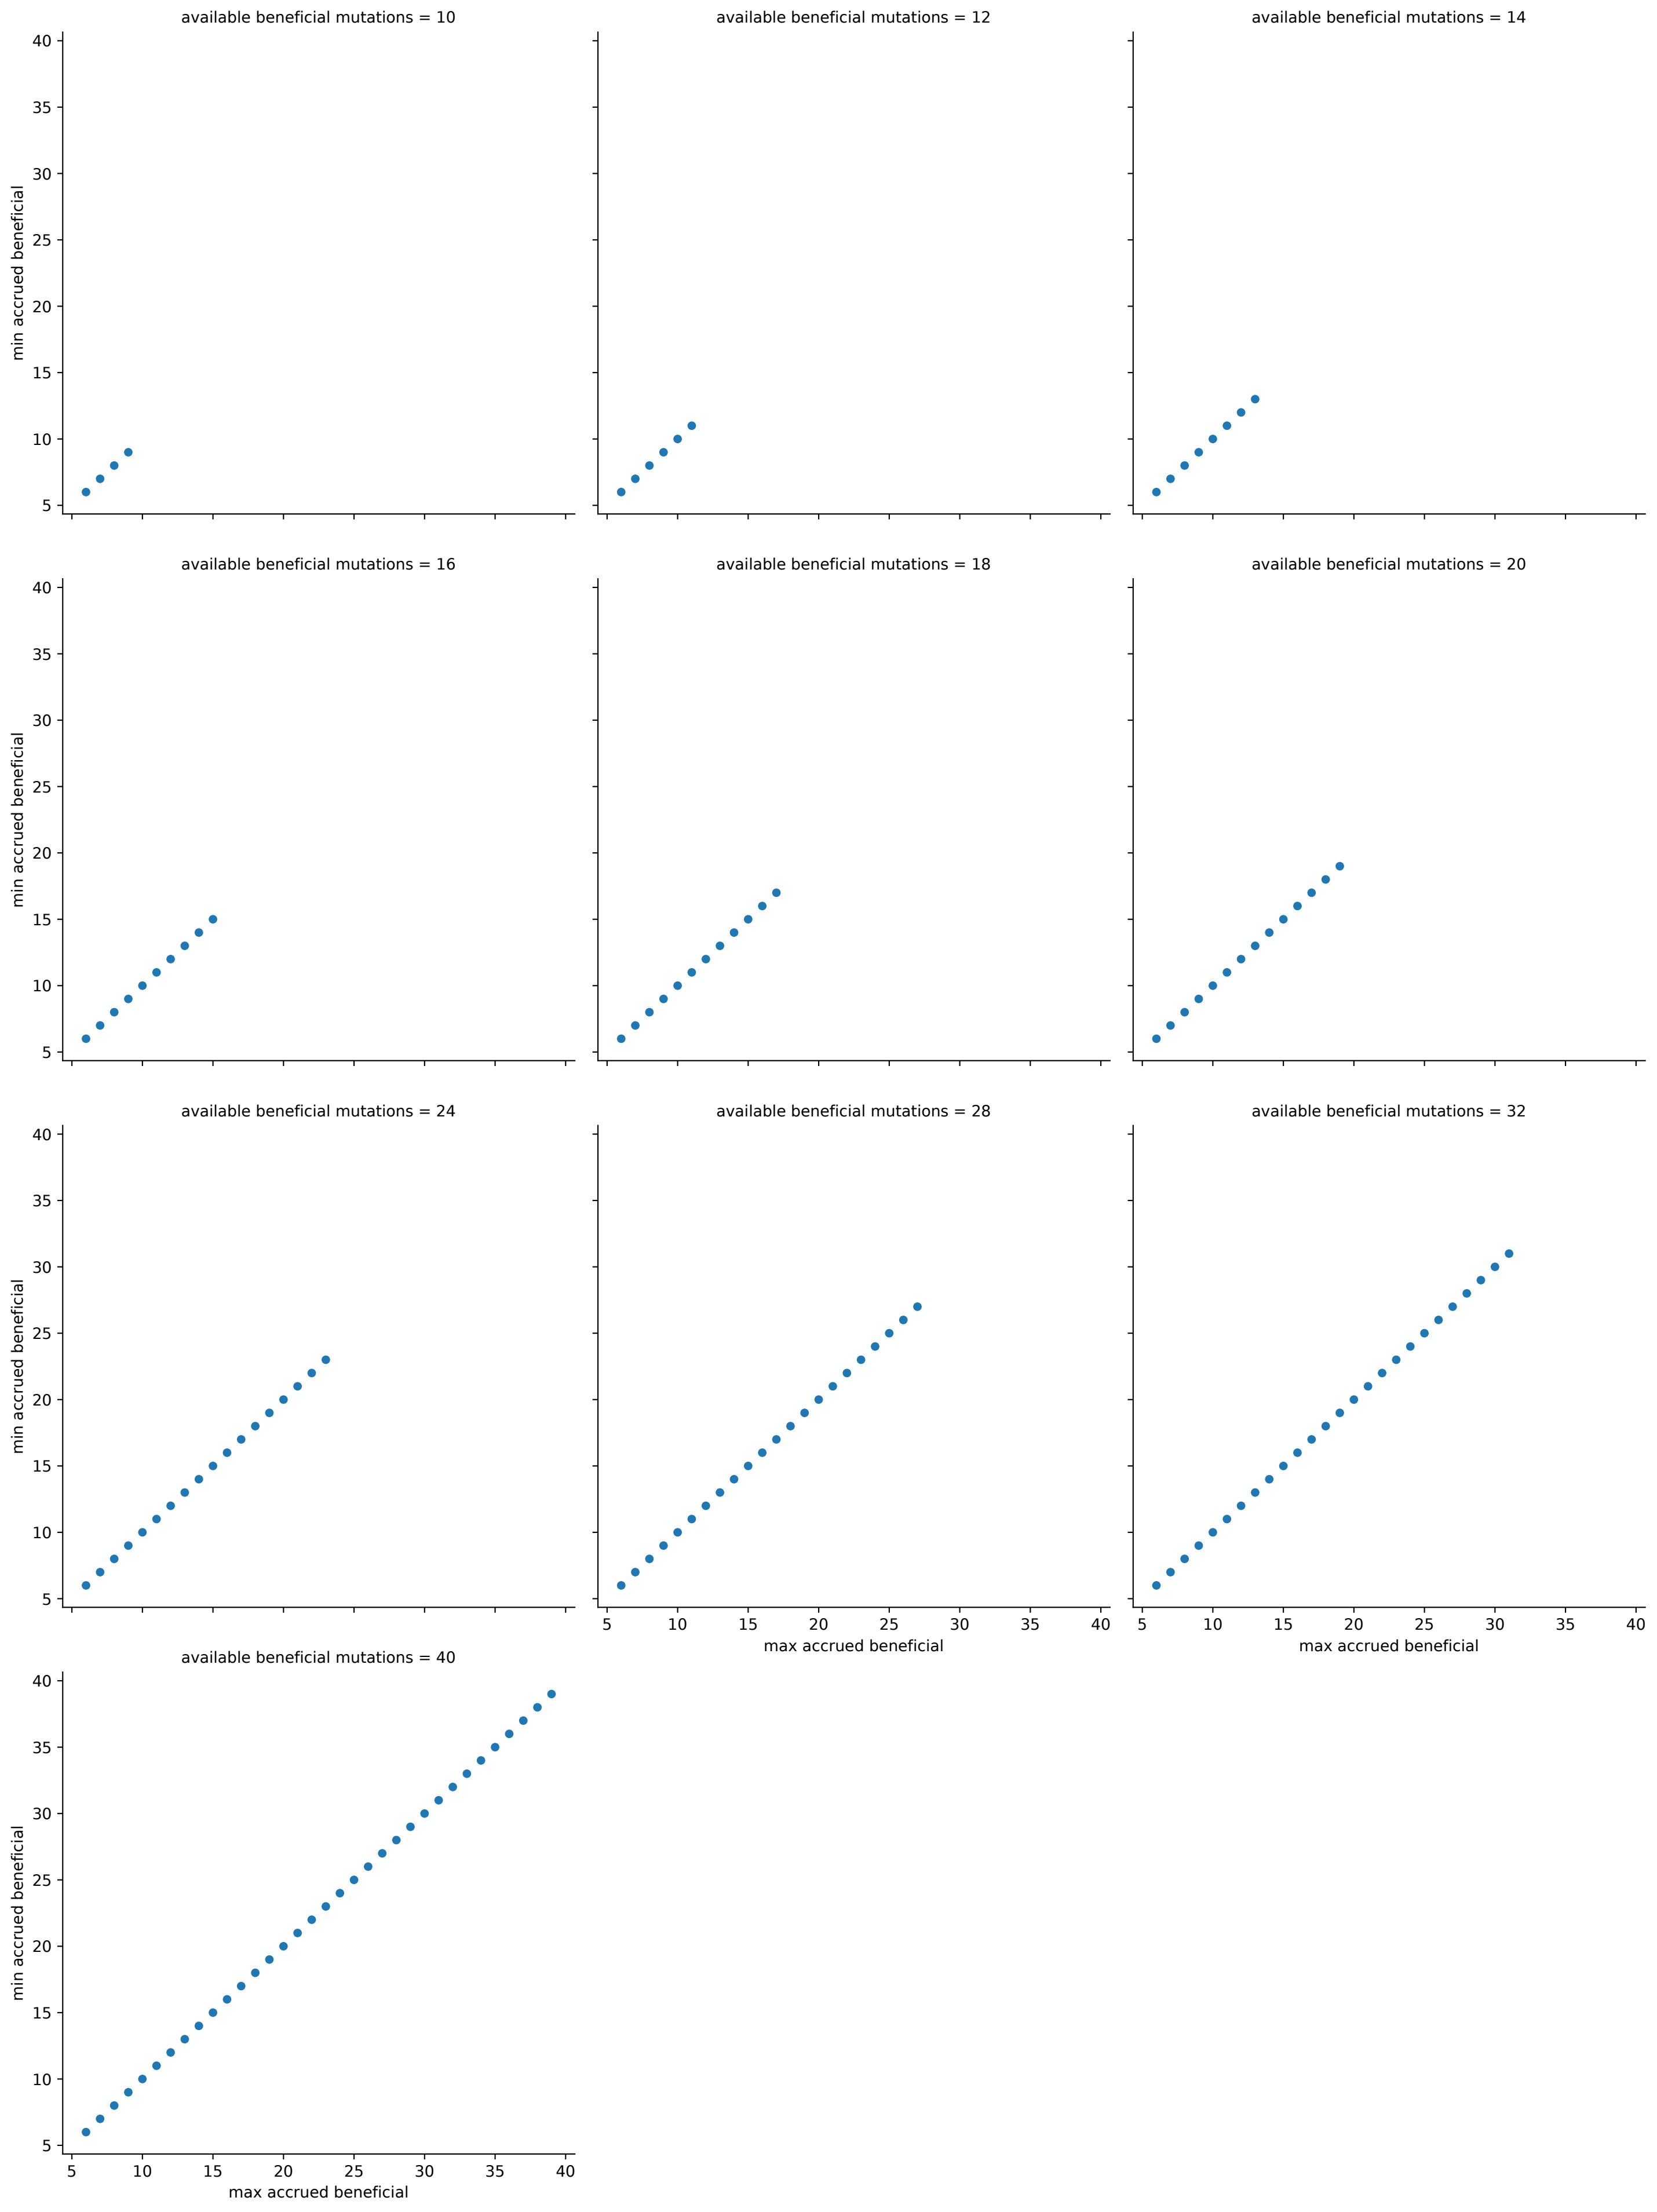 available beneficial mutations = 10
available beneficial mutations = 12
available beneficial mutations = 14
40
35
30
25
20
15
10
5
min accrued beneficial
available beneficial mutations = 16
available beneficial mutations = 18
available beneficial mutations = 20
40
35
30
25
20
15
10
5
min accrued beneficial
available beneficial mutations = 24
available beneficial mutations = 28
available beneficial mutations = 32
40
35
30
25
20
15
10
5
min accrued beneficial
5 10 15 20 25 30 35 40
max accrued beneficial
5 10 15 20 25 30 35 40
max accrued beneficial
available beneficial mutations = 40
40
35
30
25
20
15
10
5
min accrued beneficial
5 10 15 20 25 30 35 40
max accrued beneficial